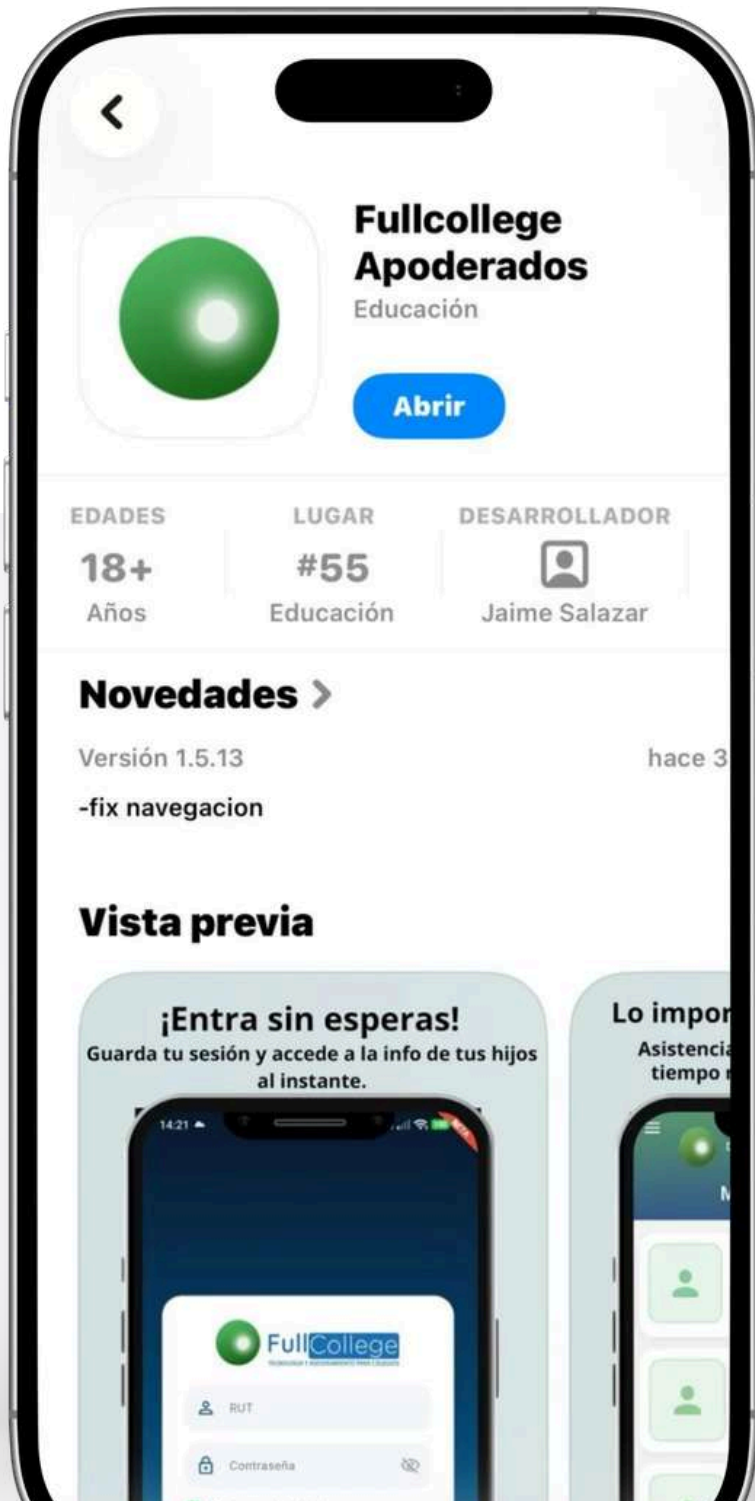 Fullcollege
Apoderados
Educación
Abrir
EDADES
LUGAR
DESARROLLADOR
18+
#55
Años
Educación
Jaime Salazar
Novedades
Versión 1.5.13
hace 3
-fix navegacion
Vista previa
¡Entra sin esperas!
Guarda tu sesión y accede a la info de tus hijos
al instante.
14:21
BETA
FullCollege
RUT
Contraseña
Lo impor
Asistencia
tiempo
M